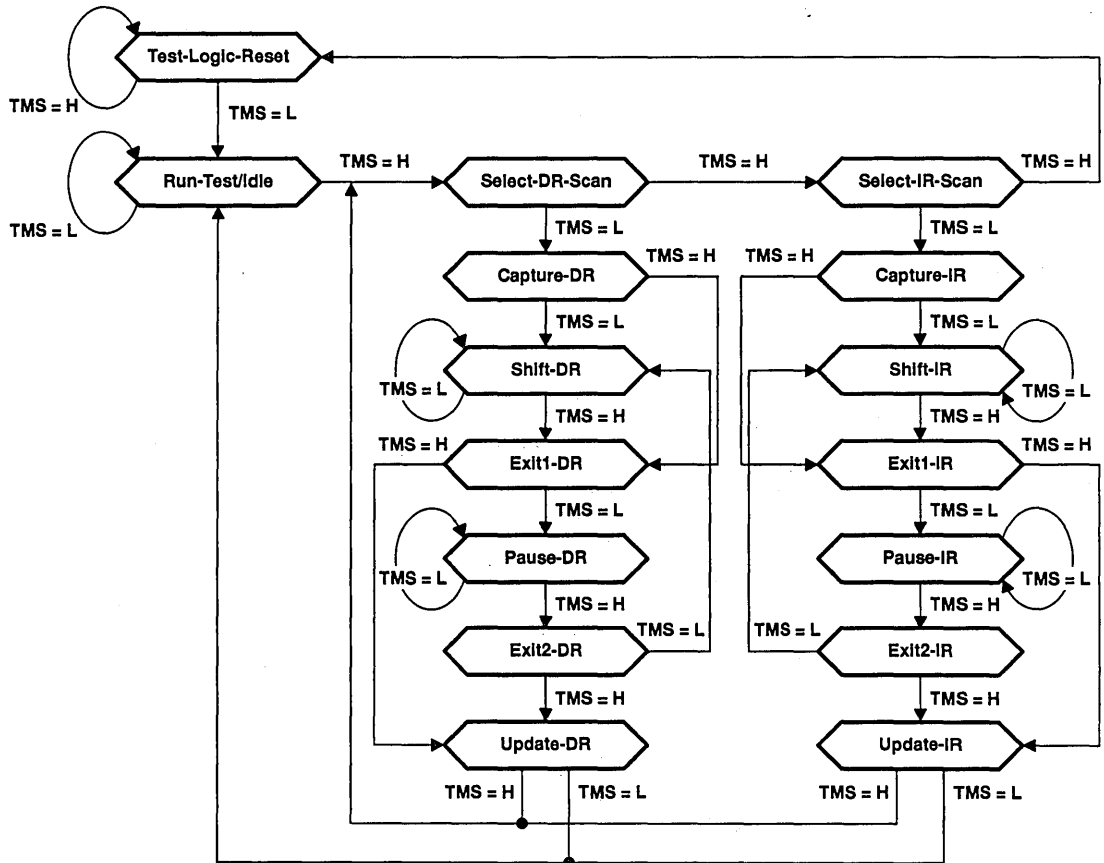 Test-Logic-Reset
TMS = H
TMS = L
Run-Test/Idle
TMS = H
Select-DR-Scan
TMS = H
Select-IR-Scan
TMS = H
TMS = L
TMS = L
TMS = L
Capture-DR
TMS = H
TMS = H
Capture-IR
TMS = L
TMS = L
Shift-DR
Shift-IR
TMS = L
TMS = L
TMS = H
TMS = H
TMS = H
Exit1-DR
Exit1-IR
TMS = H
TMS = L
TMS = L
Pause-DR
Pause-IR
TMS = L
TMS = L
TMS = H
TMS = H
Exit2-DR
TMS = L
TMS = L
Exit2-IR
TMS = H
TMS = H
Update-DR
Update-IR
TMS = H
TMS = L
TMS = H
TMS = L